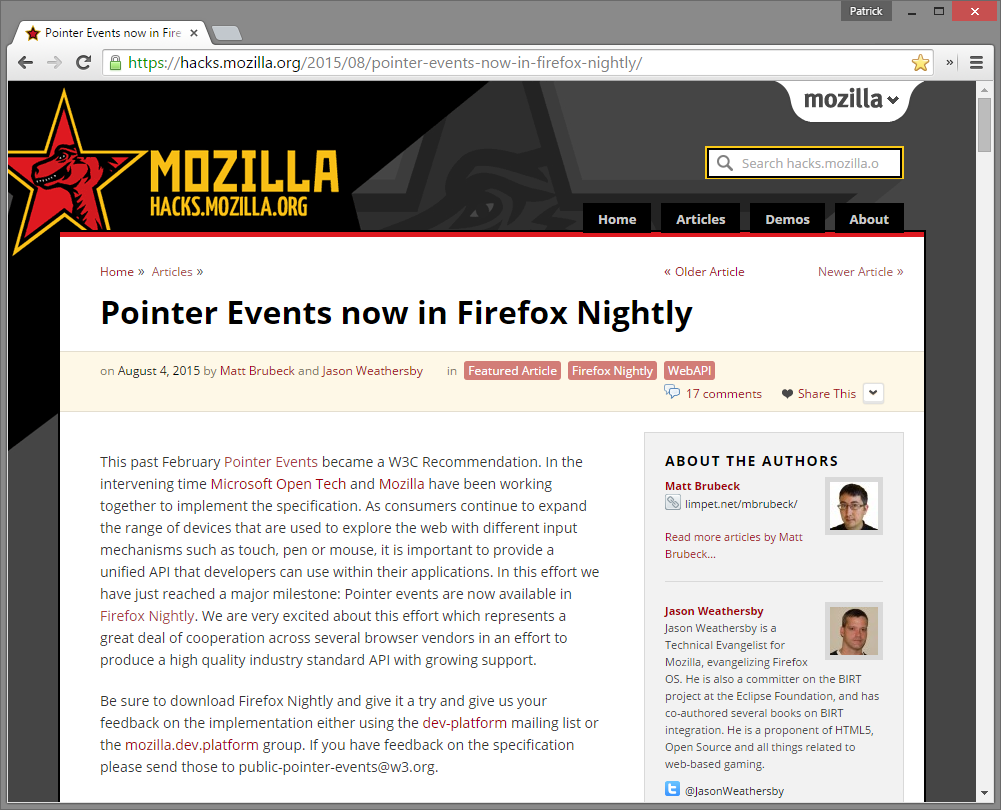 Patrick
Pointer Events now in Fire
https://hacks.mozilla.org/2015/08/pointer-events-now-in-firefox-nightly/
mozilla
MOZILLA
HACKS.MOZILLA.ORG
Search hacks.mozilla.o
Home Articles Demos About
Home » Articles »
« Older Article Newer Article »
Pointer Events now in Firefox Nightly
on August 4, 2015 by Matt Brubeck and Jason Weathersby in Featured Article Firefox Nightly WebAPI
17 comments Share This
This past February Pointer Events became a W3C Recommendation. In the
intervening time Microsoft Open Tech and Mozilla have been working
together to implement the specification. As consumers continue to expand
the range of devices that are used to explore the web with different input
mechanisms such as touch, pen or mouse, it is important to provide a
unified API that developers can use within their applications. In this effort we
have just reached a major milestone: Pointer events are now available in
Firefox Nightly. We are very excited about this effort which represents a
great deal of cooperation across several browser vendors in an effort to
produce a high quality industry standard API with growing support.
Be sure to download Firefox Nightly and give it a try and give us your
feedback on the implementation either using the dev-platform mailing list or
the mozilla.dev.platform group. If you have feedback on the specification
please send those to public-pointer-events@w3.org.
ABOUT THE AUTHORS
Matt Brubeck
limpet.net/mbrubeck/
Read more articles by Matt
Brubeck...
Jason Weathersby
Jason Weathersby is a
Technical Evangelist for
Mozilla, evangelizing Firefox
OS. He is also a committer on the BIRT
project at the Eclipse Foundation, and has
co-authored several books on BIRT
integration. He is a proponent of HTML5,
Open Source and all things related to
web-based gaming.
@JasonWeathersby